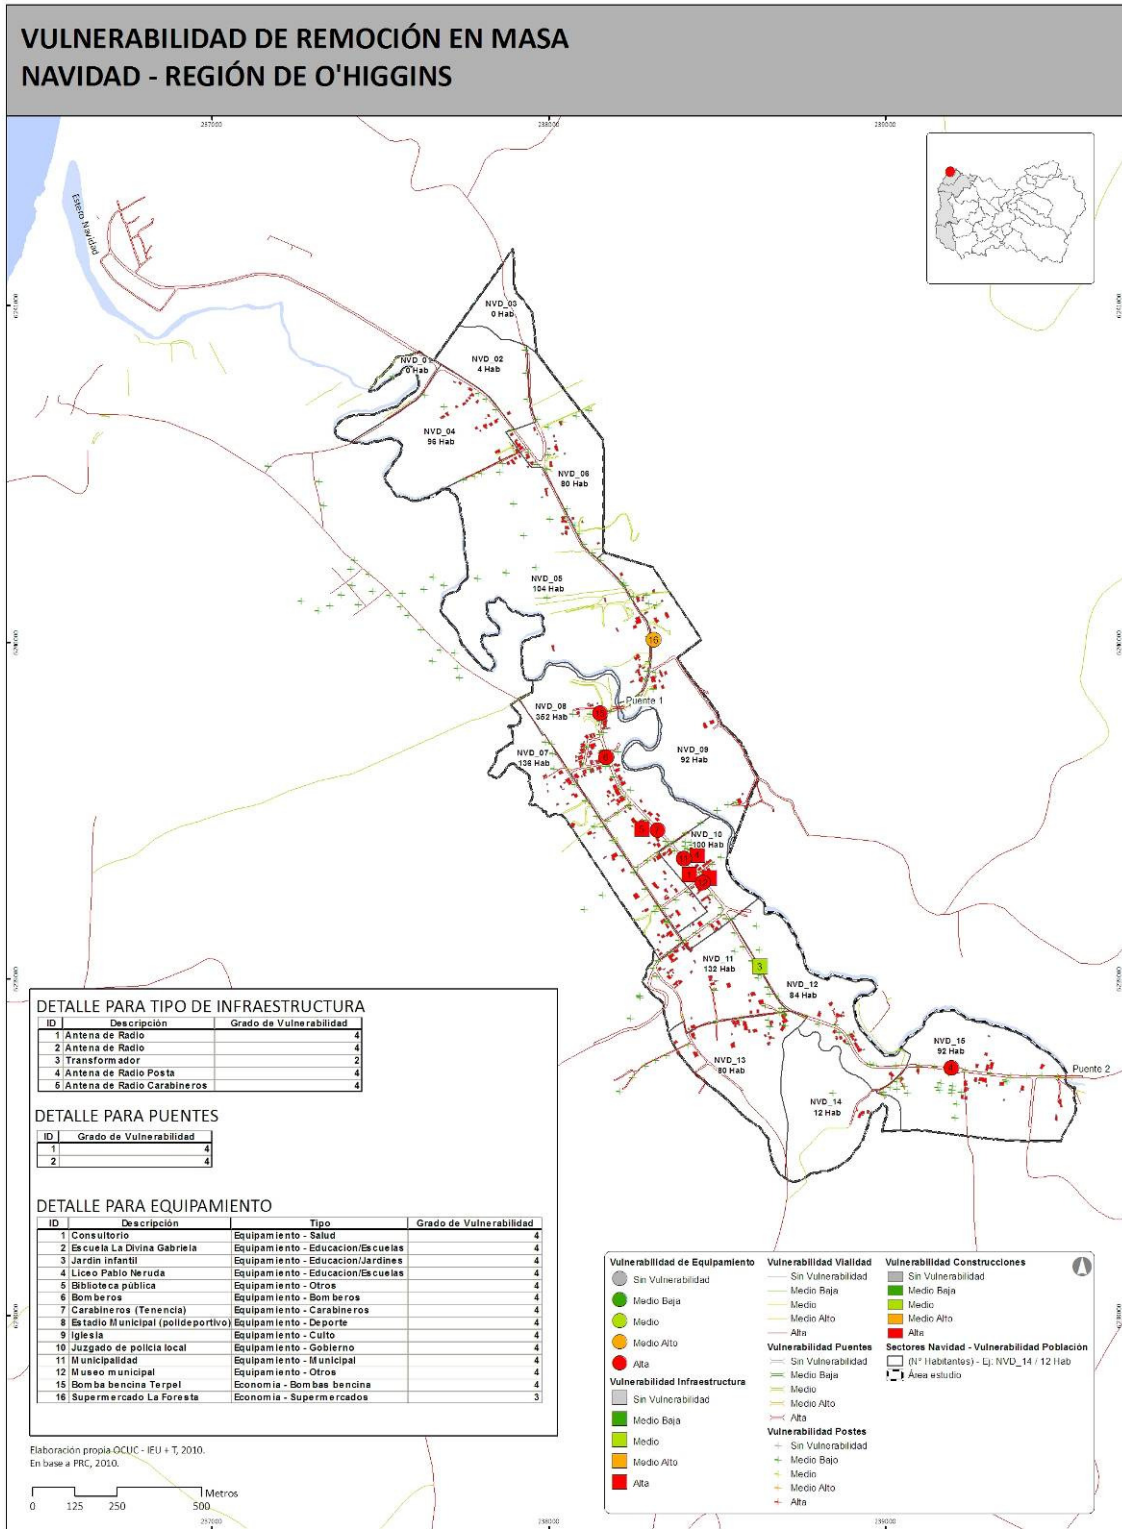 VULNERABILIDAD DE REMOCIÓN EN MASA
NAVIDAD - REGIÓN DE O'HIGGINS
287000
288000
289000
Estero Navidad
NVD_03
0 Hab
NVD_01
0 Hab
NVD_02
4 Hab
NVD_04
96 Hab
NVD_06
80 Hab
NVD_05
104 Hab
16
NVD_08
352 Hab
Puente 1
NVD_07
136 Hab
NVD_09
92 Hab
NVD_10
100 Hab
NVD_11
132 Hab
3
NVD_12
84 Hab
NVD_13
80 Hab
NVD_15
92 Hab
4
Puente 2
NVD_14
12 Hab
DETALLE PARA TIPO DE INFRAESTRUCTURA
ID Descripción Grado de Vulnerabilidad
1 Antena de Radio 4
2 Antena de Radio 4
3 Transformador 2
4 Antena de Radio Posta 4
5 Antena de Radio Carabineros 4
DETALLE PARA PUENTES
ID Grado de Vulnerabilidad
1 4
2 4
DETALLE PARA EQUIPAMIENTO
ID Descripción Tipo Grado de Vulnerabilidad
1 Consultorio Equipamiento - Salud 4
2 Escuela La Divina Gabriela Equipamiento - Educacion/Escuelas 4
3 Jardin infantil Equipamiento - Educacion/Jardines 4
4 Liceo Pablo Neruda Equipamiento - Educacion/Escuelas 4
5 Biblioteca pública Equipamiento - Otros 4
6 Bomberos Equipamiento - Bomberos 4
7 Carabineros (Tenencia) Equipamiento - Carabineros 4
8 Estadio Municipal (polideportivo) Equipamiento - Deporte 4
9 Iglesia Equipamiento - Culto 4
10 Juzgado de policia local Equipamiento - Gobierno 4
11 Municipalidad Equipamiento - Municipal 4
12 Museo municipal Equipamiento - Otros 4
15 Bomba bencina Terpel Economia - Bombas bencina 4
16 Supermercado La Foresta Economia - Supermercados 3
Elaboración propia OCUC - IEU + T, 2010.
En base a PRC, 2010.
Metros
0 125 250 500
Vulnerabilidad de Equipamiento
Sin Vulnerabilidad
Medio Baja
Medio
Medio Alto
Alta
Vulnerabilidad Infraestructura
Sin Vulnerabilidad
Medio Baja
Medio
Medio Alto
Alta
Vulnerabilidad Vialidad
Sin Vulnerabilidad
Medio Baja
Medio
Medio Alto
Alta
Vulnerabilidad Puentes
Sin Vulnerabilidad
Medio Baja
Medio
Medio Alto
Alta
Vulnerabilidad Postes
Sin Vulnerabilidad
Medio Bajo
Medio
Medio Alto
Alta
Vulnerabilidad Construcciones
Sin Vulnerabilidad
Medio Baja
Medio
Medio Alto
Alta
Sectores Navidad - Vulnerabilidad Población
(N° Habitantes) - Ej: NVD_14 / 12 Hab
Área estudio
287000
288000
289000